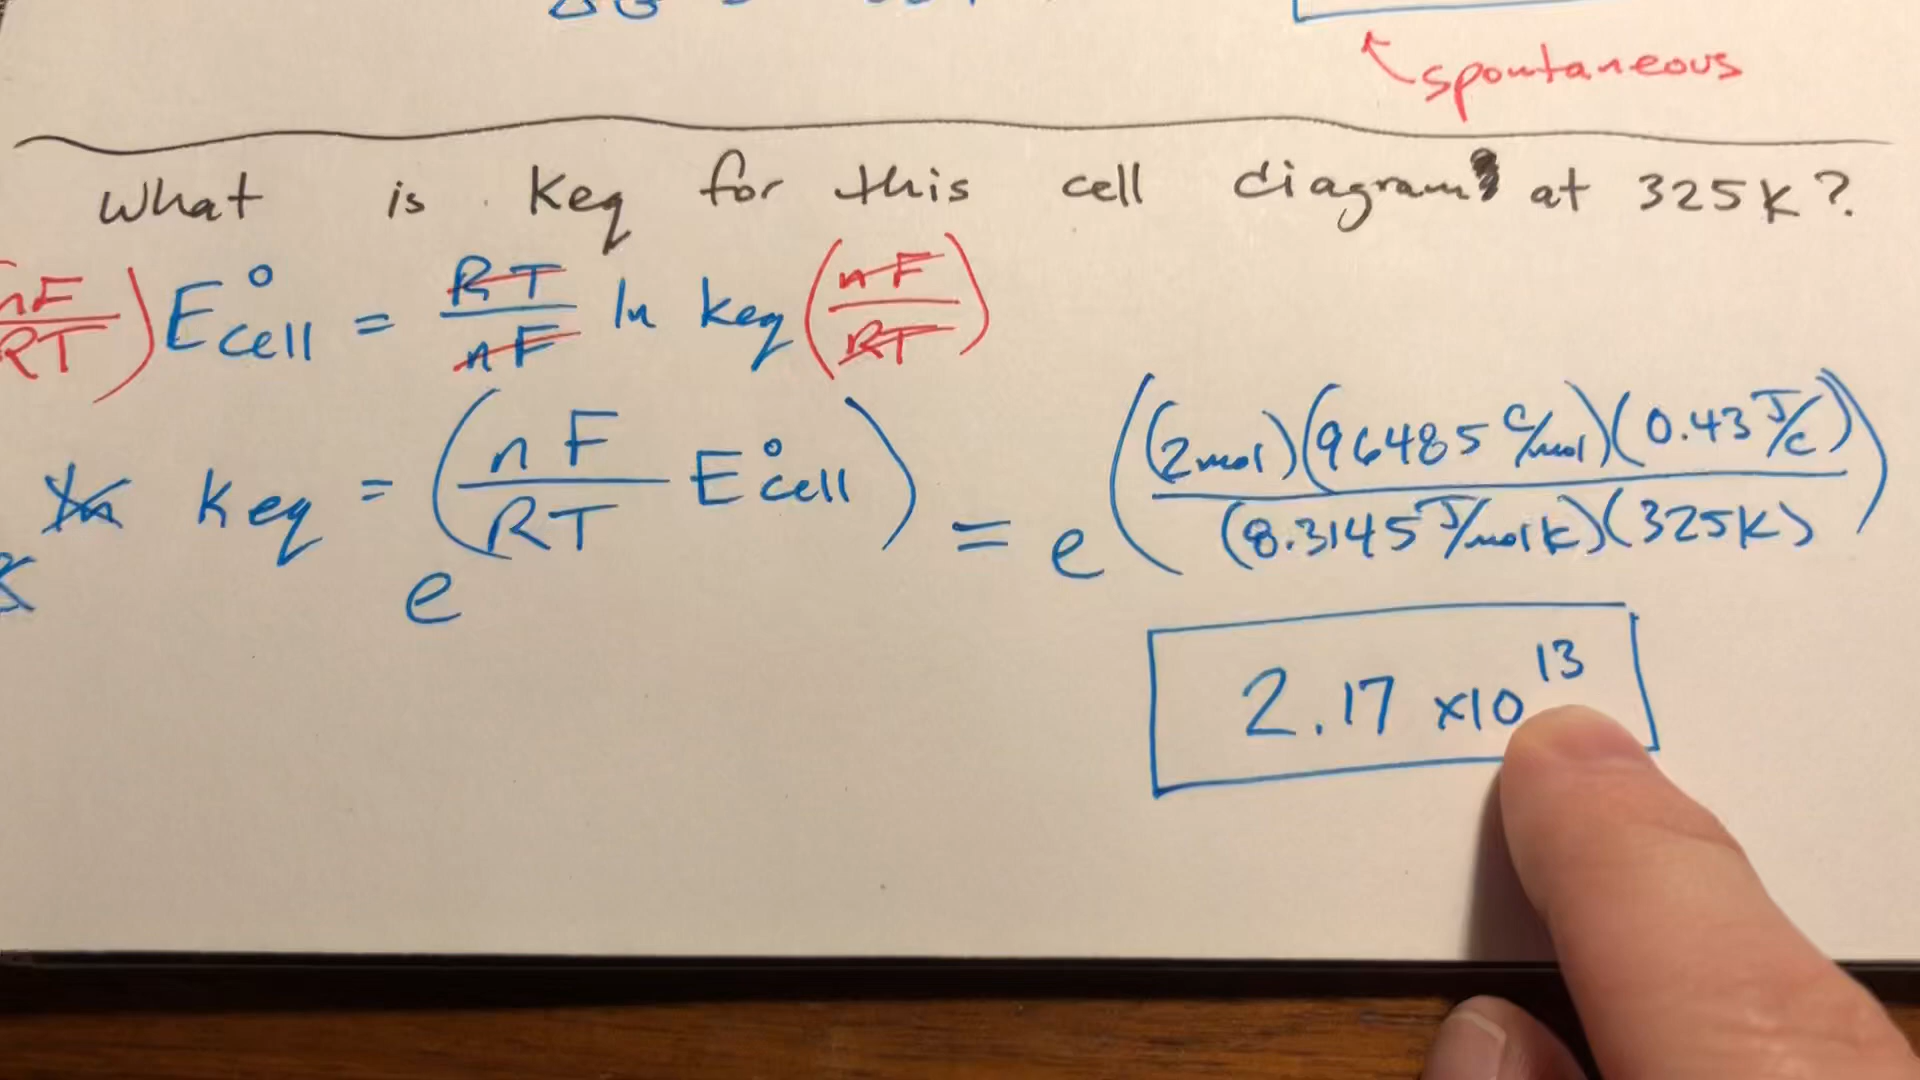 spontaneous
What is Keq for this cell diagram at 325K?
nF/RT) E°cell = RT/nF ln Keq (nF/RT)
Keq = e^(nF/RT E°cell) = e^((2mol)(96485 C/mol)(0.43 J/C)/(8.3145 J/mol K)(325K))
2.17 x10^13